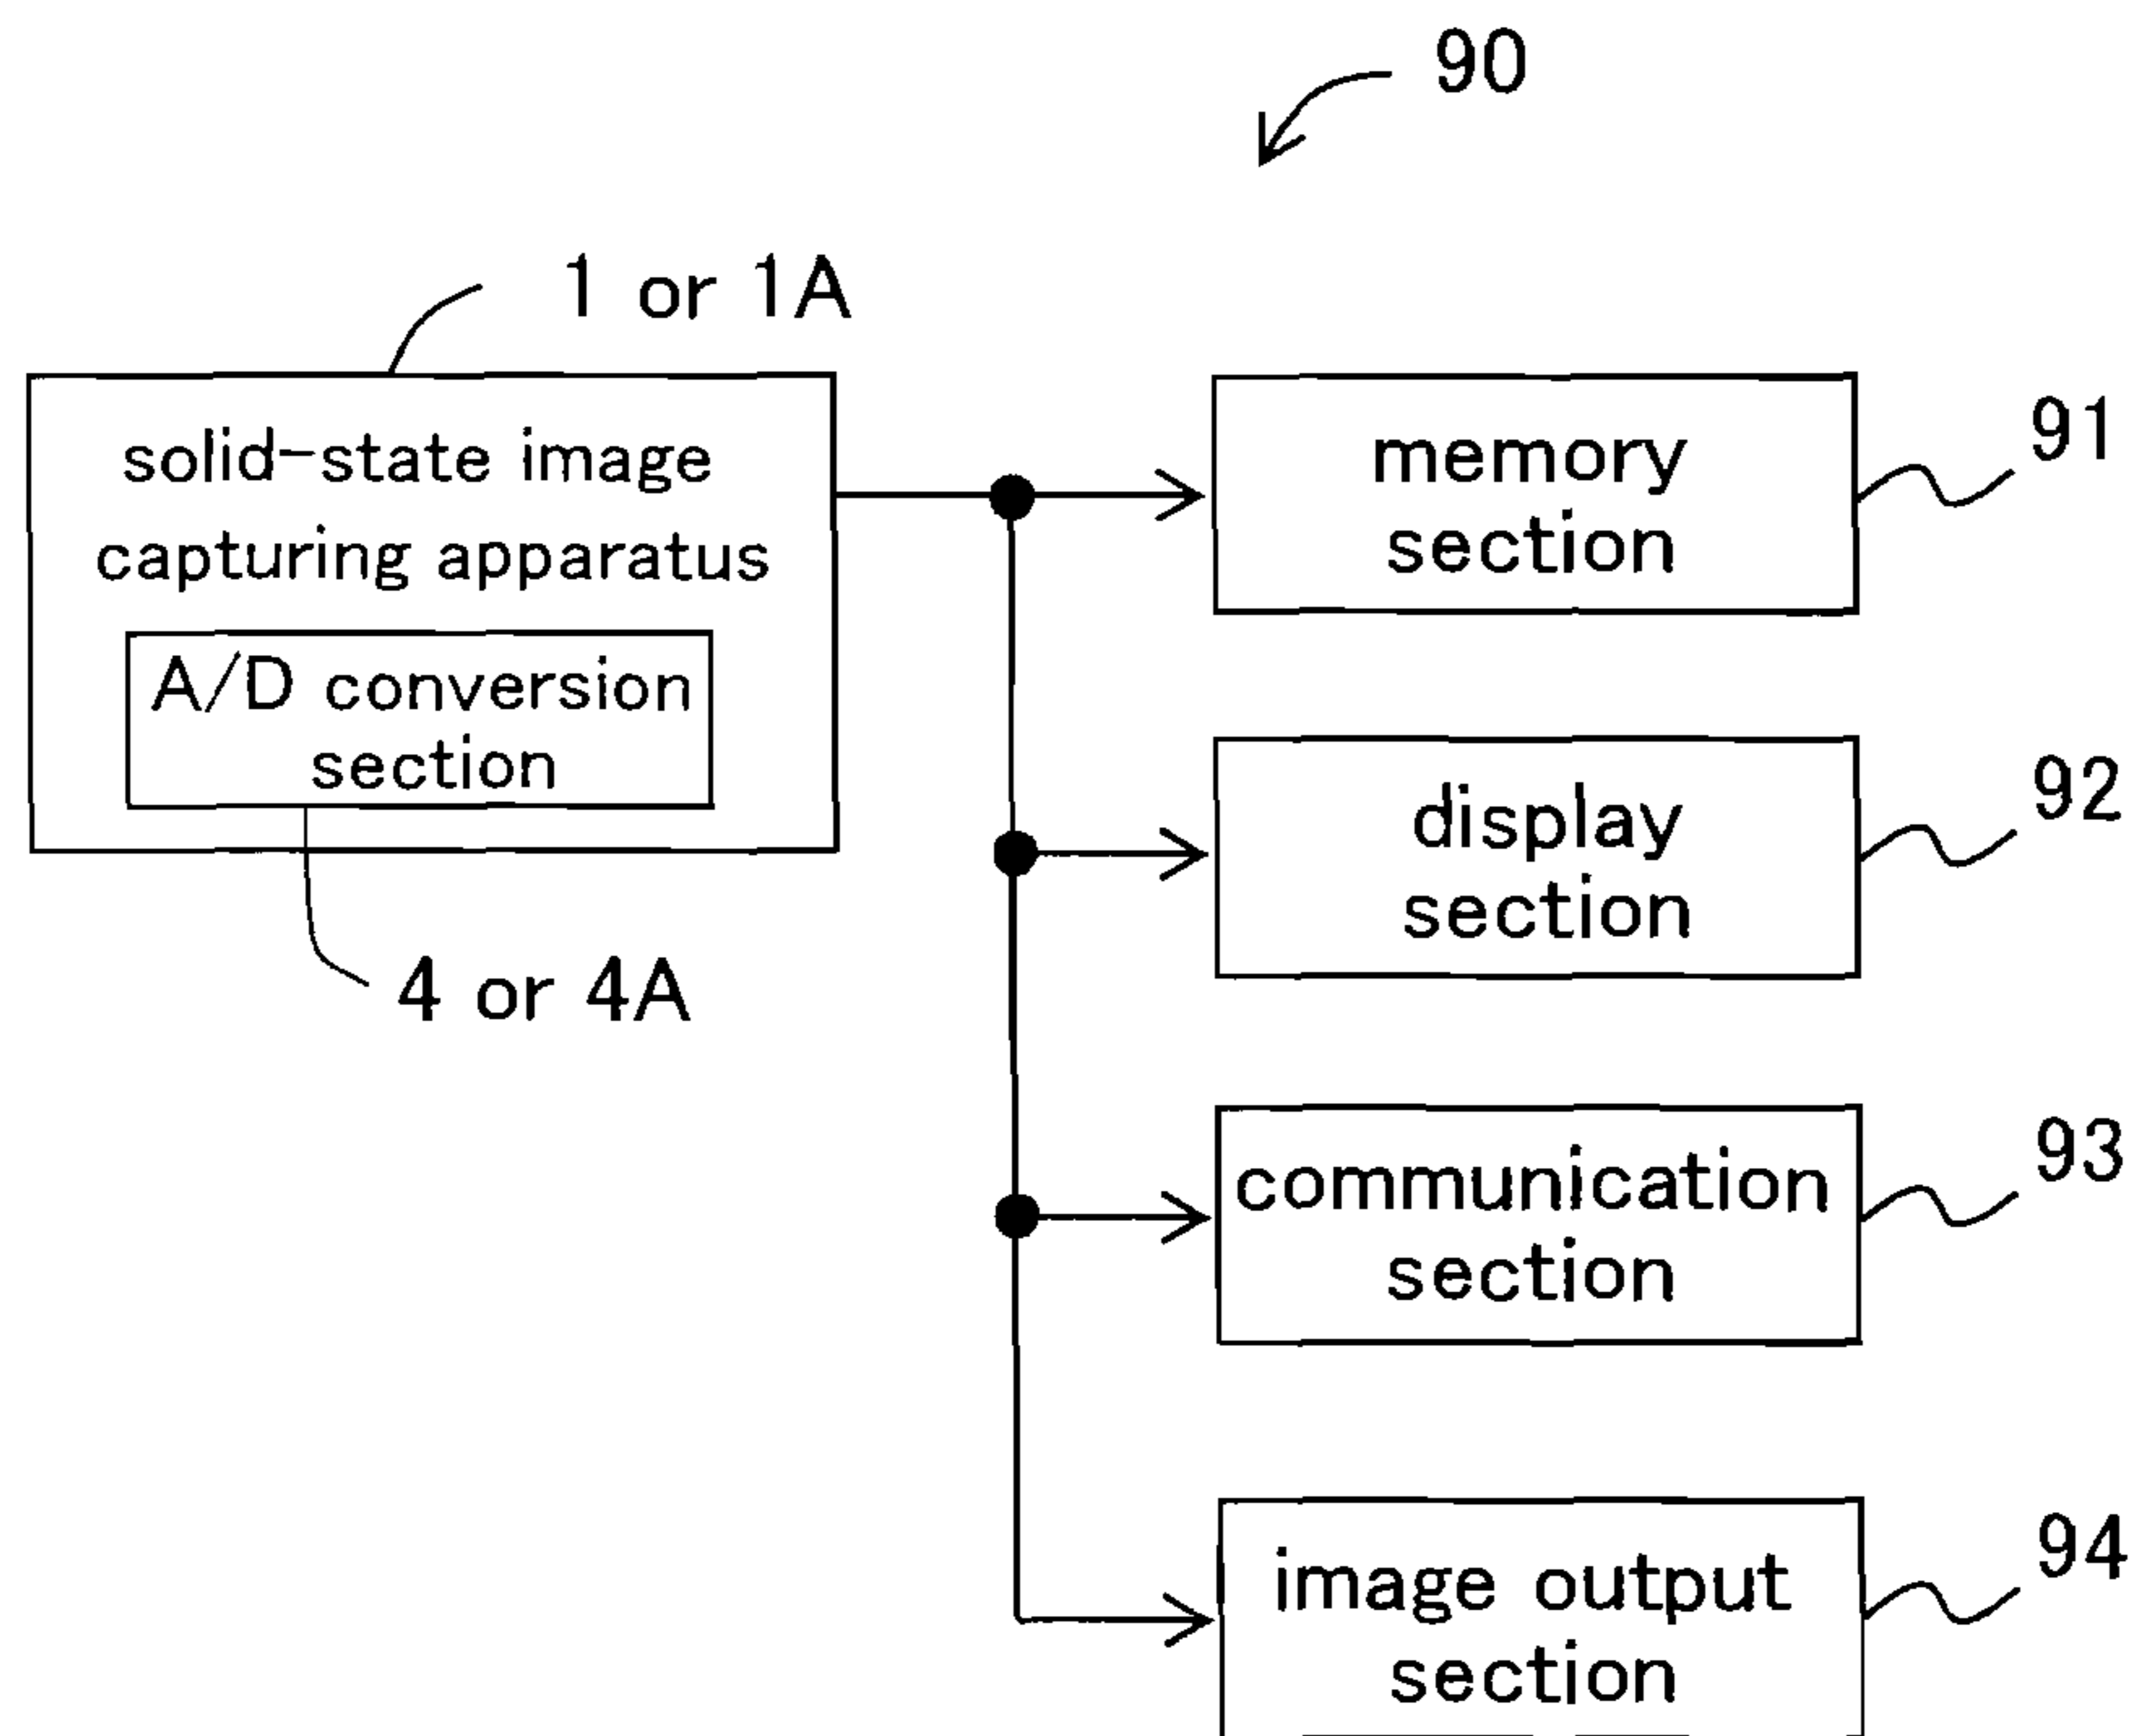 90
1 or 1A
solid-state image
capturing apparatus
A/D conversion
section
4 or 4A
memory
section
91
display
section
92
communication
section
93
image output
section
94